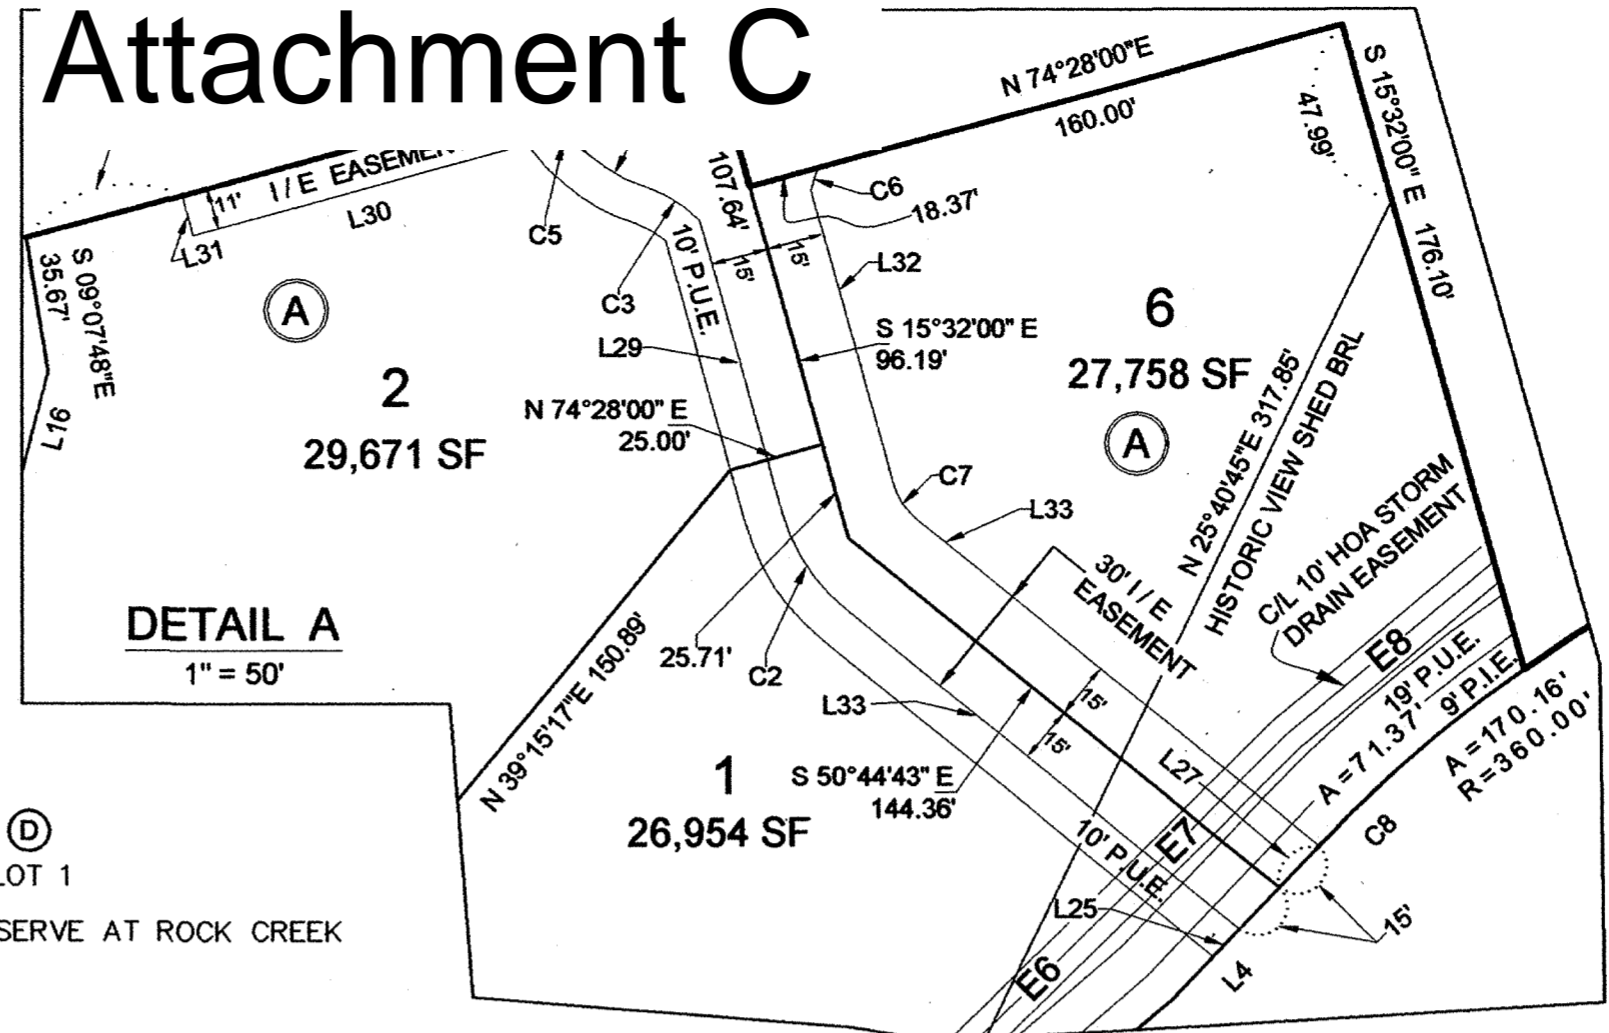 Attachment C
N 74°28'00"E
160.00'
47.99'
S 15°32'00" E 176.10'
I / E EASEMEN
11'
L30
L31
S 09°07'48"E
35.67'
L16
A
2
29,671 SF
C5
C3
10' P.U.E.
L29
107.64'
15'
15'
C6
18.37'
L32
S 15°32'00" E
96.19'
6
27,758 SF
A
N 74°28'00" E
25.00'
C7
L33
N 25°40'45"E 317.85'
HISTORIC VIEW SHED BRL
C/L 10' HOA STORM
DRAIN EASEMENT
30' I / E
EASEMENT
DETAIL A
1" = 50'
N 39°15'17"E 150.89'
25.71'
C2
L33
15'
15'
E8
19' P.U.E.
9' P.I.E.
A =71.37'
A =170.16'
R=360.00'
1
26,954 SF
S 50°44'43" E
144.36'
L27
C8
10' P.U.E.
E7
L25
15'
E6
L4
D
LOT 1
SERVE AT ROCK CREEK